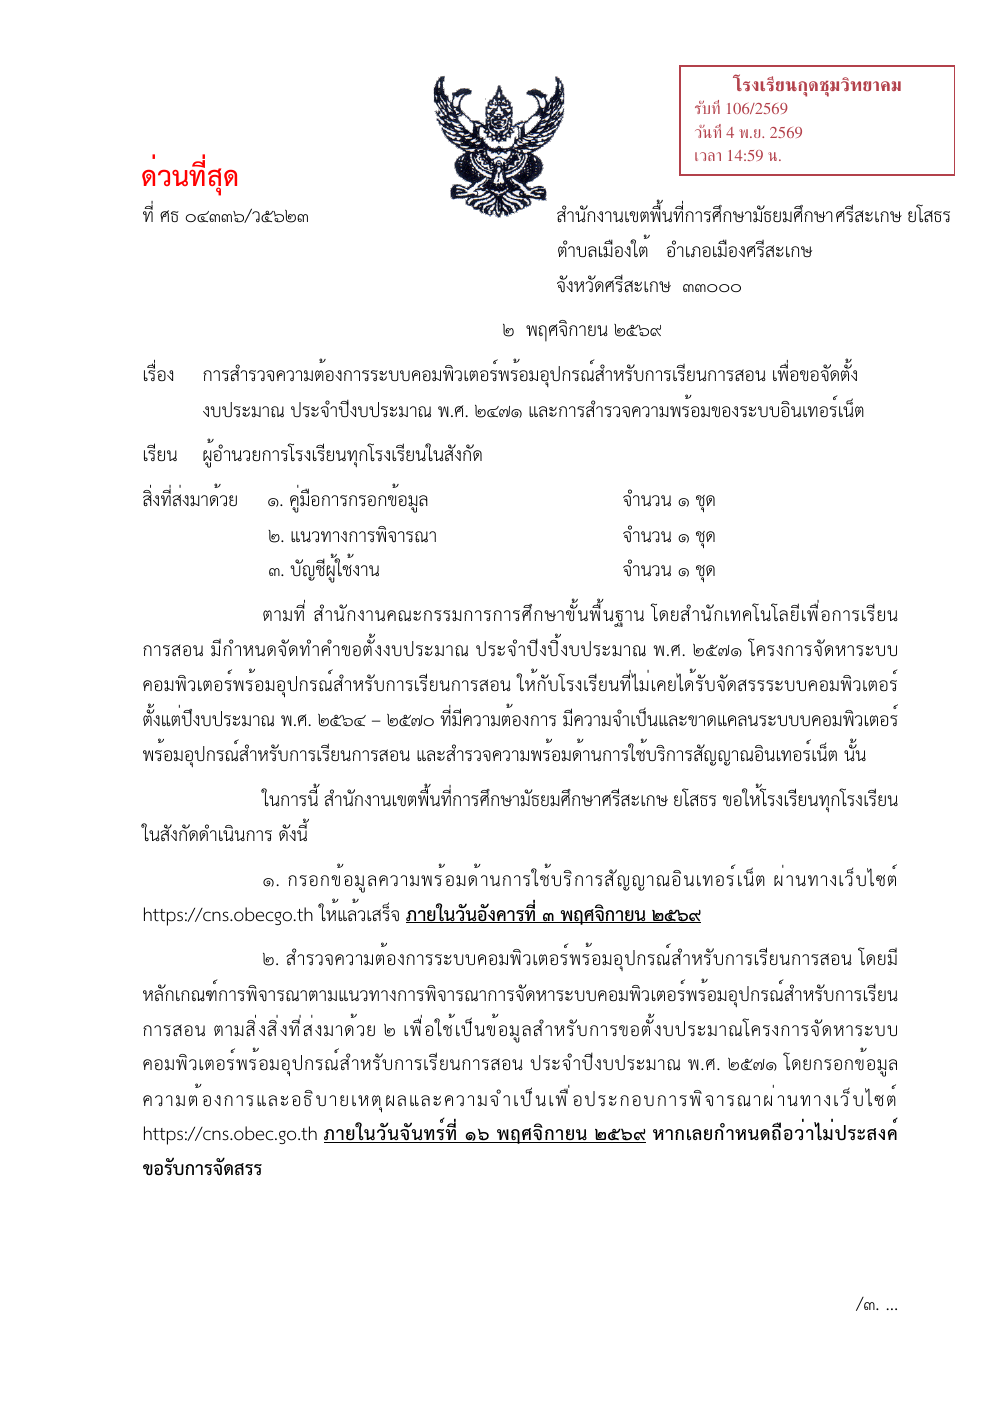 โรงเรียนกุดชุมวิทยาคม
รับที่ 106/2569
วันที่ 4 พ.ย. 2569
เวลา 14:59 น.
ด่วนที่สุด
ที่ ศธ ๐๔๓๓๖/ว๕๖๒๓
สำนักงานเขตพื้นที่การศึกษามัธยมศึกษาศรีสะเกษ ยโสธร
ตำบลเมืองใต้ อำเภอเมืองศรีสะเกษ
จังหวัดศรีสะเกษ ๓๓๐๐๐
๒ พฤศจิกายน ๒๕๖๙
เรื่อง การสำรวจความต้องการระบบคอมพิวเตอร์พร้อมอุปกรณ์สำหรับการเรียนการสอน เพื่อขอจัดตั้ง
งบประมาณ ประจำปีงบประมาณ พ.ศ. ๒๔๗๑ และการสำรวจความพร้อมของระบบอินเทอร์เน็ต
เรียน ผู้อำนวยการโรงเรียนทุกโรงเรียนในสังกัด
สิ่งที่ส่งมาด้วย ๑. คู่มือการกรอกข้อมูล จำนวน ๑ ชุด
๒. แนวทางการพิจารณา จำนวน ๑ ชุด
๓. บัญชีผู้ใช้งาน จำนวน ๑ ชุด
ตามที่ สำนักงานคณะกรรมการการศึกษาขั้นพื้นฐาน โดยสำนักเทคโนโลยีเพื่อการเรียน
การสอน มีกำหนดจัดทำคำขอตั้งงบประมาณ ประจำปีงปิ้งบประมาณ พ.ศ. ๒๕๗๑ โครงการจัดหาระบบ
คอมพิวเตอร์พร้อมอุปกรณ์สำหรับการเรียนการสอน ให้กับโรงเรียนที่ไม่เคยได้รับจัดสรรระบบคอมพิวเตอร์
ตั้งแต่ปึงบประมาณ พ.ศ. ๒๕๖๔ – ๒๕๗๐ ที่มีความต้องการ มีความจำเป็นและขาดแคลนระบบบคอมพิวเตอร์
พร้อมอุปกรณ์สำหรับการเรียนการสอน และสำรวจความพร้อมด้านการใช้บริการสัญญาณอินเทอร์เน็ต นั้น
ในการนี้ สำนักงานเขตพื้นที่การศึกษามัธยมศึกษาศรีสะเกษ ยโสธร ขอให้โรงเรียนทุกโรงเรียน
ในสังกัดดำเนินการ ดังนี้
๑. กรอกข้อมูลความพร้อมด้านการใช้บริการสัญญาณอินเทอร์เน็ต ผ่านทางเว็บไซต์
https://cns.obecgo.th ให้แล้วเสร็จ ภายในวันอังคารที่ ๓ พฤศจิกายน ๒๕๖๙
๒. สำรวจความต้องการระบบคอมพิวเตอร์พร้อมอุปกรณ์สำหรับการเรียนการสอน โดยมี
หลักเกณฑ์การพิจารณาตามแนวทางการพิจารณาการจัดหาระบบคอมพิวเตอร์พร้อมอุปกรณ์สำหรับการเรียน
การสอน ตามสิ่งสิ่งที่ส่งมาด้วย ๒ เพื่อใช้เป็นข้อมูลสำหรับการขอตั้งบประมาณโครงการจัดหาระบบ
คอมพิวเตอร์พร้อมอุปกรณ์สำหรับการเรียนการสอน ประจำปีงบประมาณ พ.ศ. ๒๕๗๑ โดยกรอกข้อมูล
ความต้องการและอธิบายเหตุผลและความจำเป็นเพื่อประกอบการพิจารณาผ่านทางเว็บไซต์
https://cns.obec.go.th ภายในวันจันทร์ที่ ๑๖ พฤศจิกายน ๒๕๖๙ หากเลยกำหนดถือว่าไม่ประสงค์
ขอรับการจัดสรร
/๓. ...